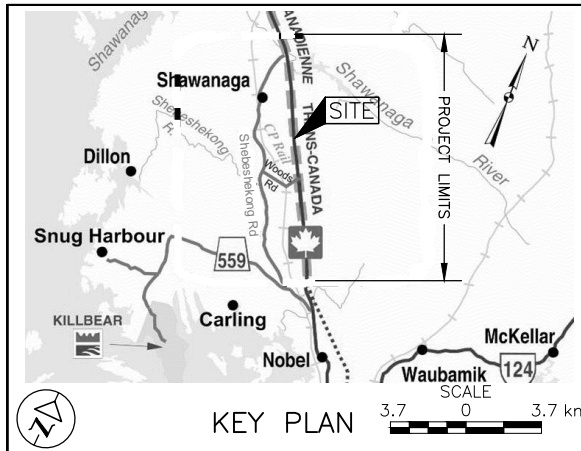 Shawanaga
CANADIENNE
N
Shawanaga
Shawanaga
SITE
Shebeshekong
R.
CP Rail
TRANS-CANADA
PROJECT LIMITS
Dillon
Shebeshekong Rd
Woods
Rd
River
Snug Harbour
559
KILLBEAR
Carling
Nobel
McKellar
Waubamik
124
N
KEY PLAN
SCALE
3.7 0 3.7 km